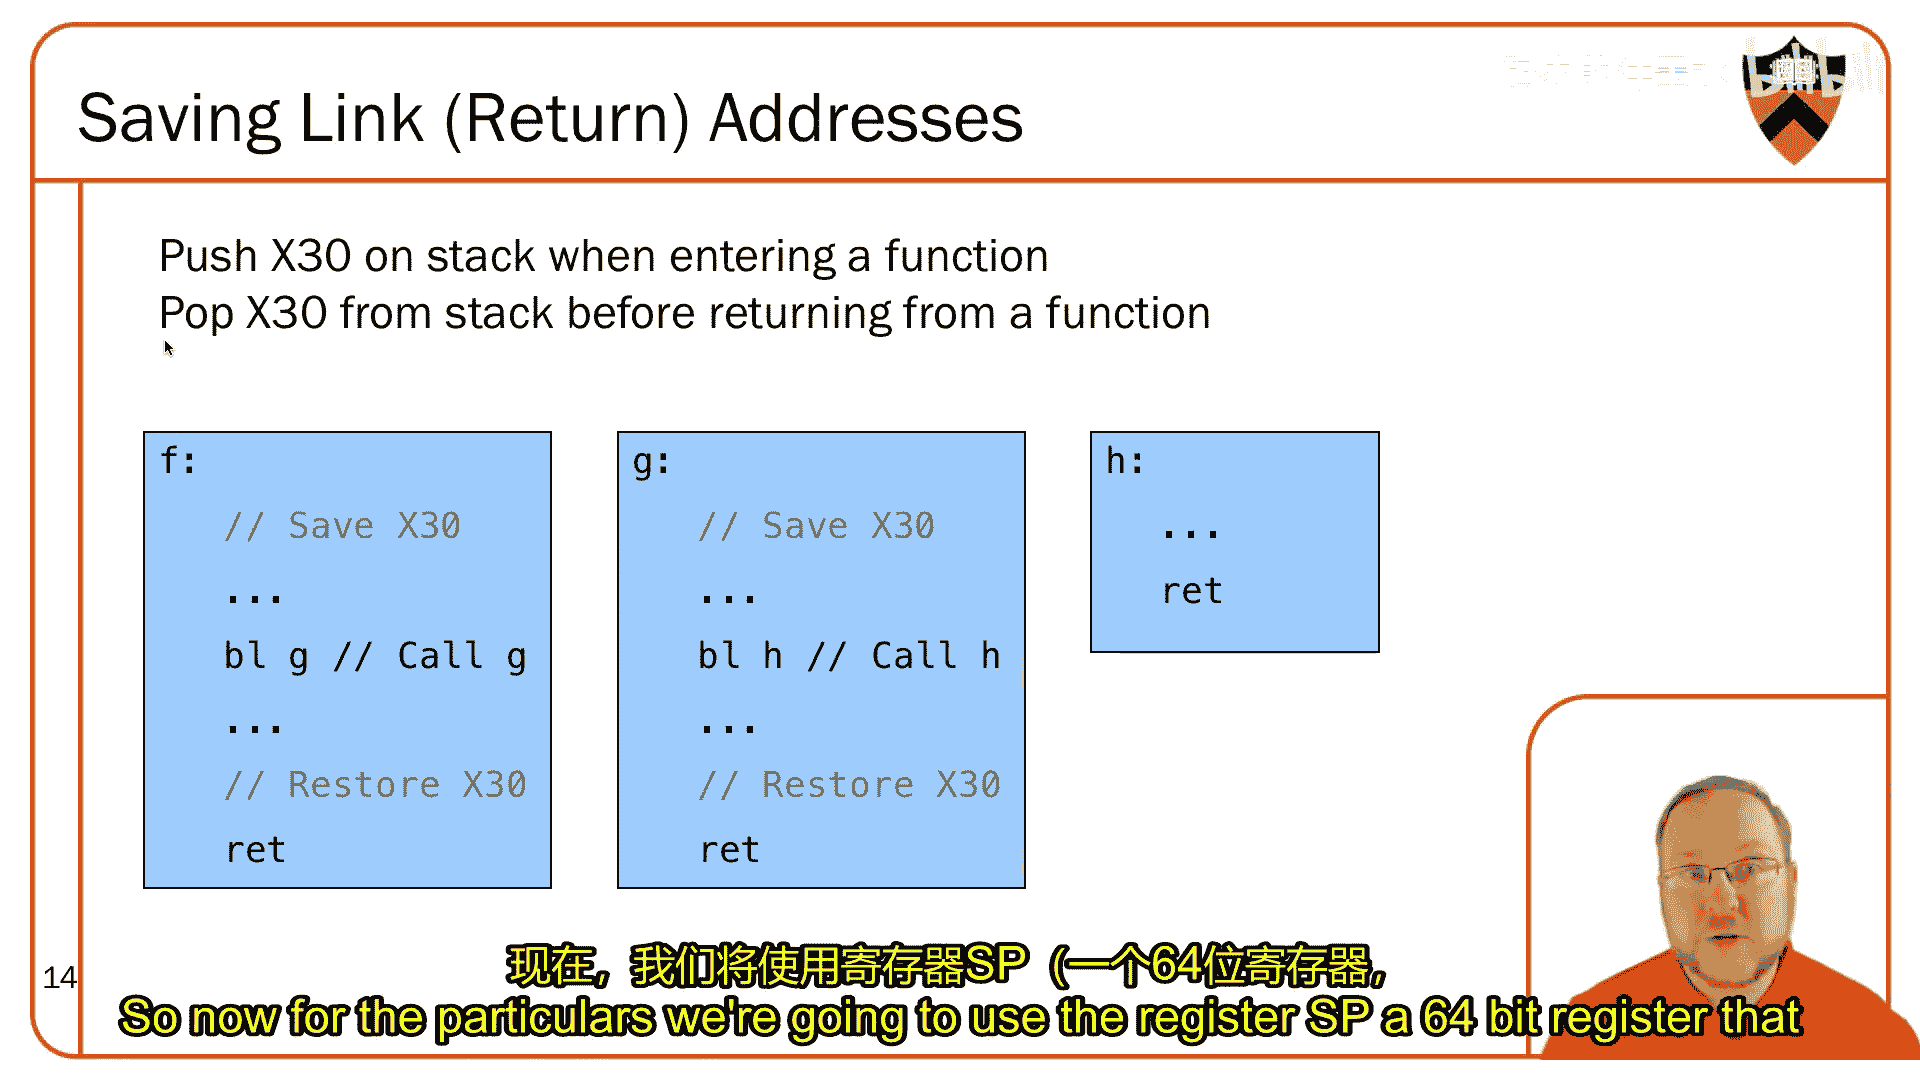 Saving Link (Return) Addresses
Push X30 on stack when entering a function
Pop X30 from stack before returning from a function
f:
// Save X30
...
bl g // Call g
...
// Restore X30
ret
g:
// Save X30
...
bl h // Call h
...
// Restore X30
ret
h:
...
ret
14
现在，我们将使用寄存器SP（一个64位寄存器，
So now for the particulars we're going to use the register SP a 64 bit register that